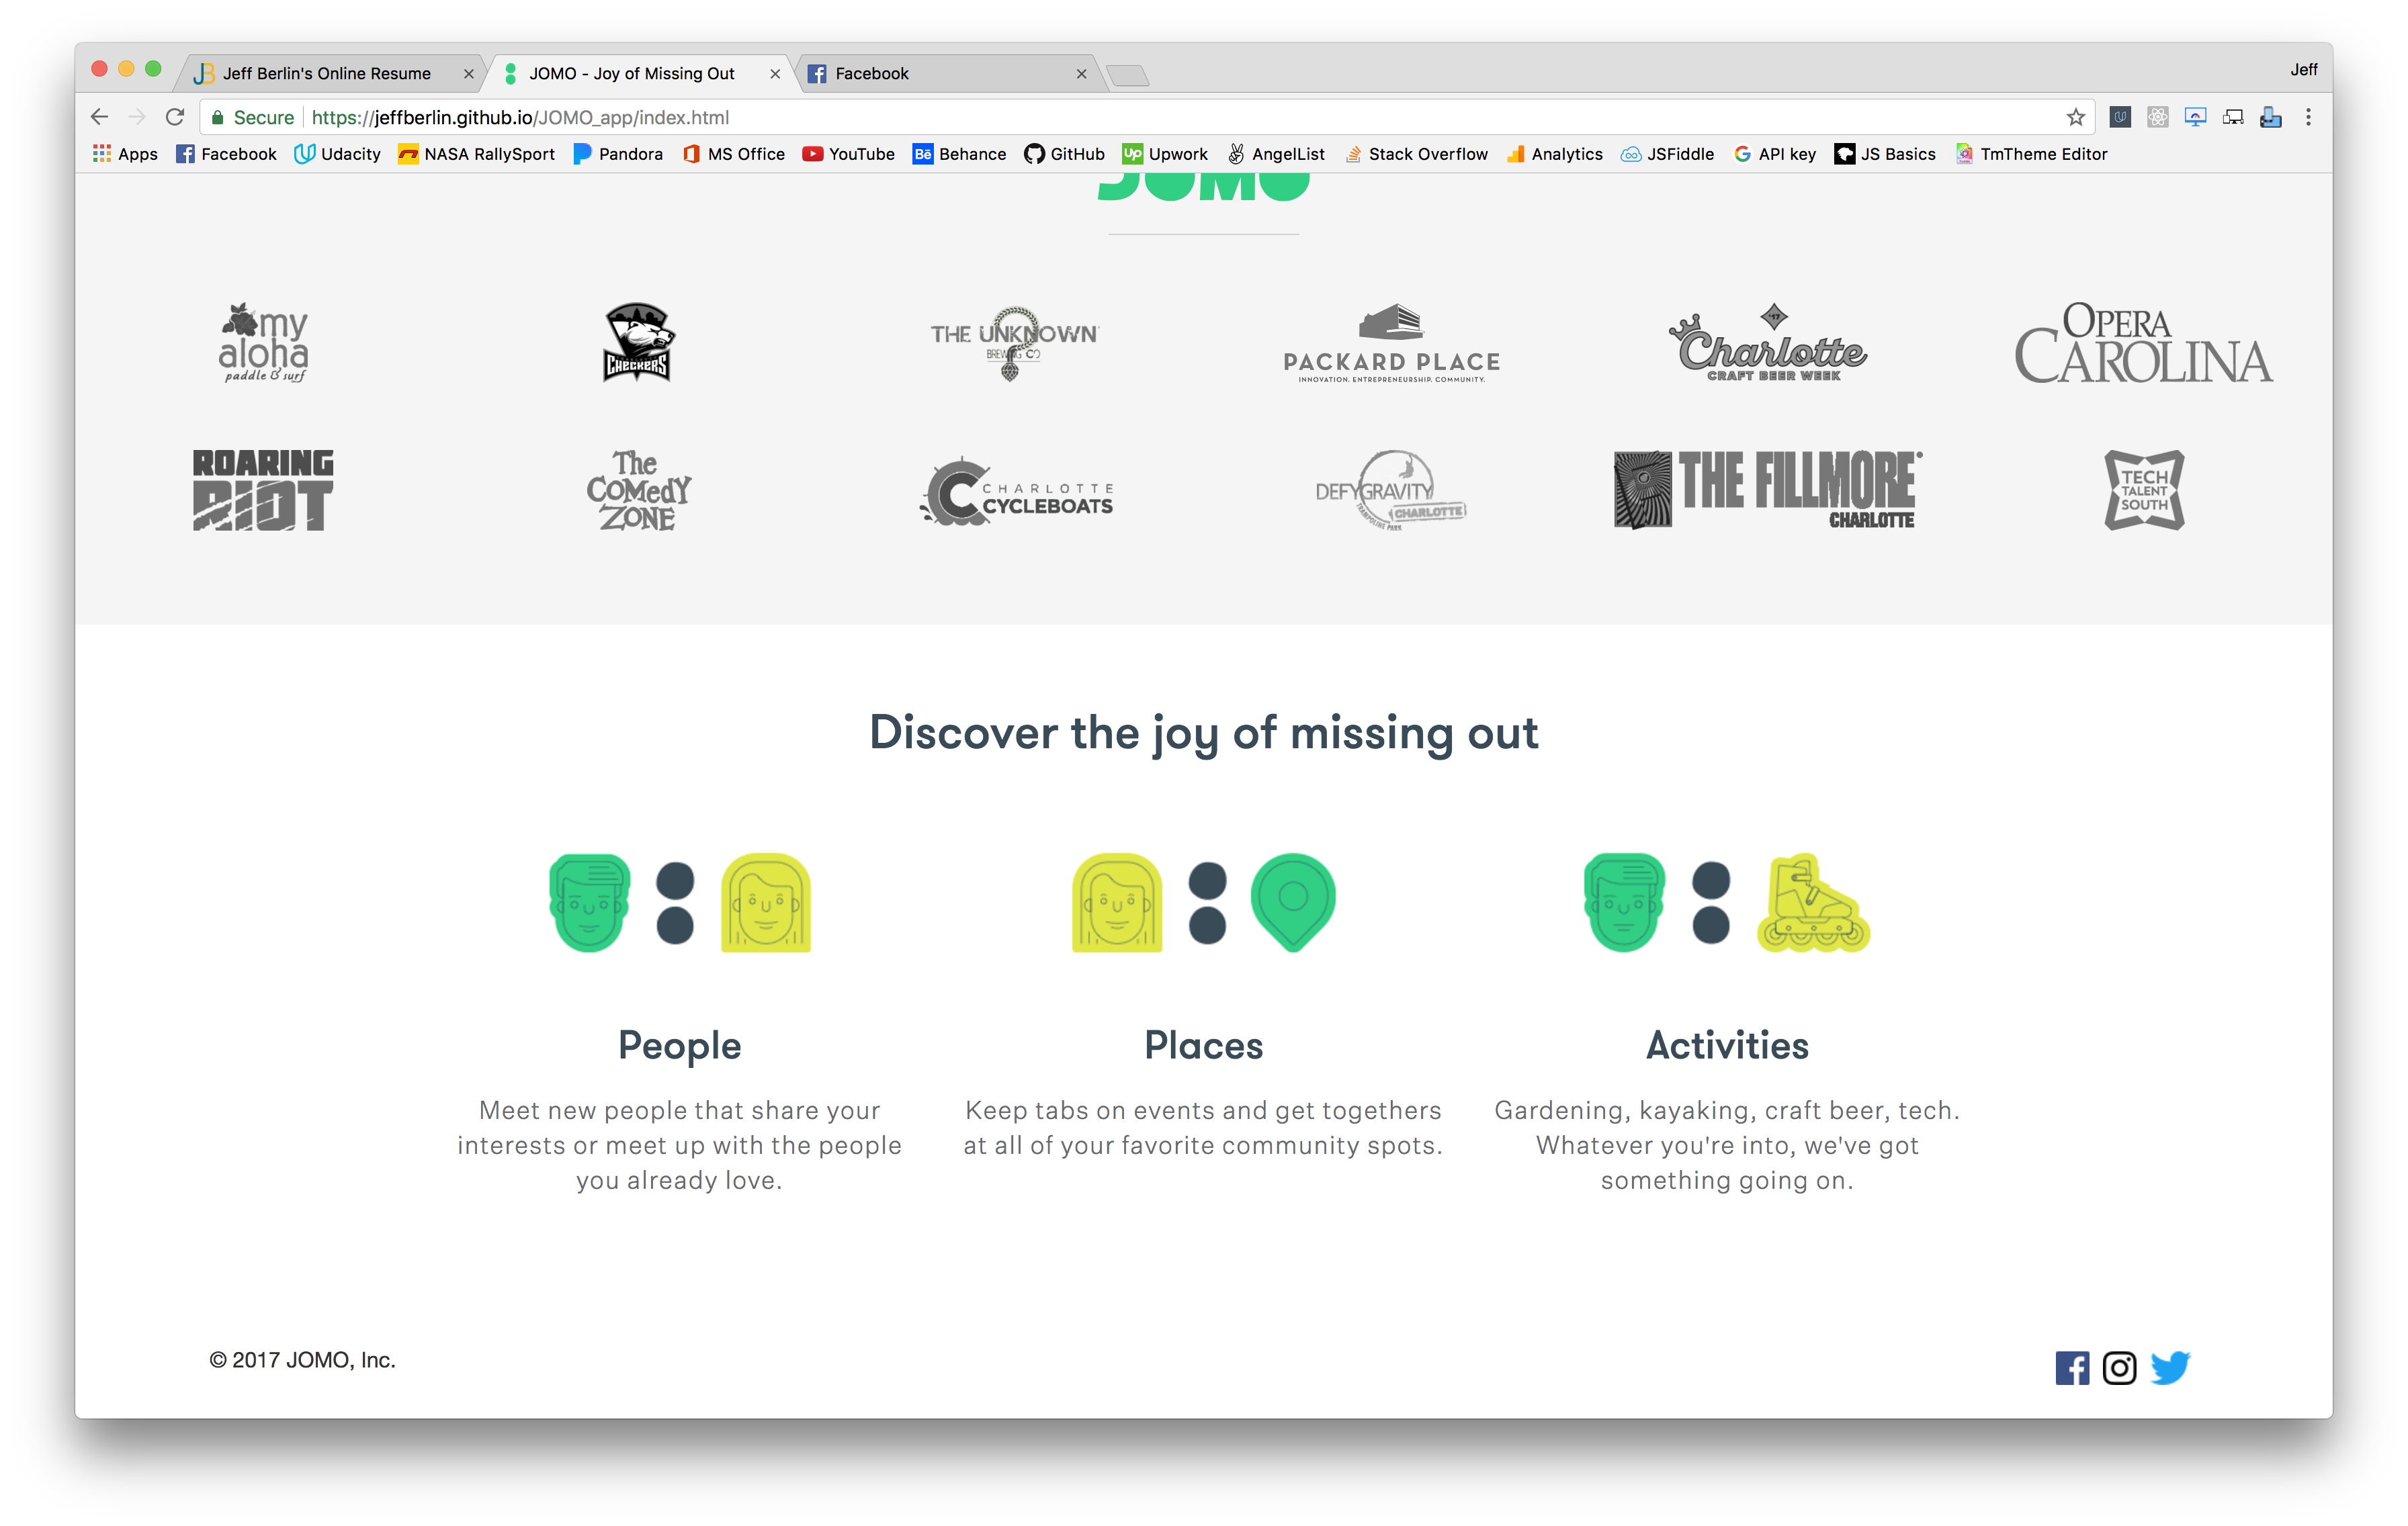 Jeff Berlin's Online Resume
JOMO - Joy of Missing Out
Facebook
Jeff
Secure
https://jeffberlin.github.io/JOMO_app/index.html
Apps
Facebook
Udacity
NASA RallySport
Pandora
MS Office
YouTube
Bē Behance
GitHub
Up Upwork
AngelList
Stack Overflow
Analytics
JSFiddle
API key
JS Basics
TmTheme Editor
JOMO
my
aloha
paddle & surf
CHECKERS
THE UNKNOWN
BREWING CO
PACKARD PLACE
INNOVATION. ENTREPRENEURSHIP. COMMUNITY.
'17
Charlotte
CRAFT BEER WEEK
OPERA
CAROLINA
ROARING
RIOT
The
COMEDY
ZONE
C
CHARLOTTE
CYCLEBOATS
DEFYGRAVITY
CHARLOTTE
TRAMPOLINE PARK
THE FILLMORE
CHARLOTTE
TECH
TALENT
SOUTH
Discover the joy of missing out
People
Meet new people that share your
interests or meet up with the people
you already love.
Places
Keep tabs on events and get togethers
at all of your favorite community spots.
Activities
Gardening, kayaking, craft beer, tech.
Whatever you're into, we've got
something going on.
© 2017 JOMO, Inc.